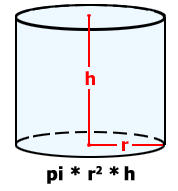 h
r
pi * r² * h